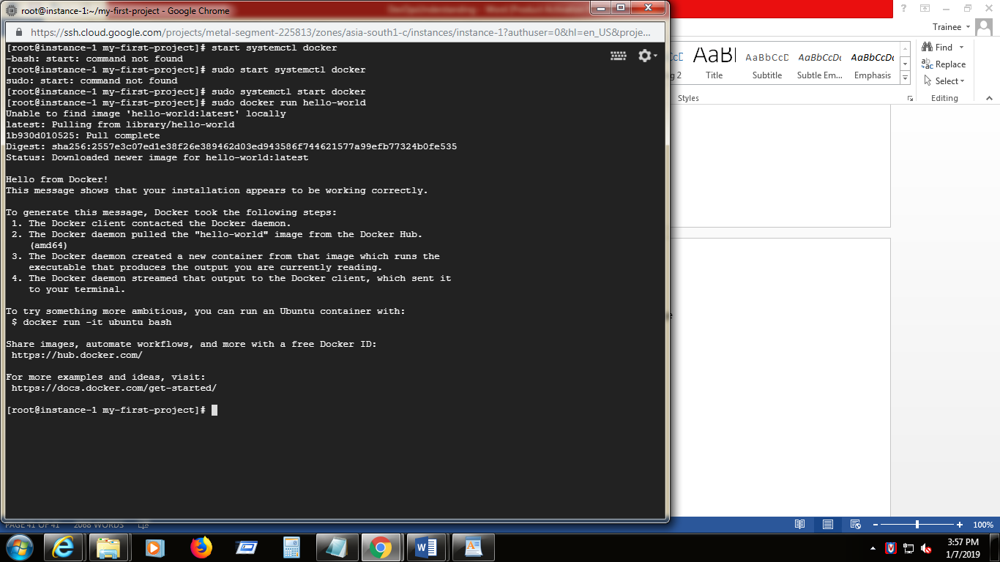 root@instance-1:~/my-first-project - Google Chrome
https://ssh.cloud.google.com/projects/metal-segment-225813/zones/asia-south1-c/instances/instance-1?authuser=0&hl=en_US&proje...
[root@instance-1 my-first-project]# start systemctl docker
-bash: start: command not found
[root@instance-1 my-first-project]# sudo start systemctl docker
sudo: start: command not found
[root@instance-1 my-first-project]# sudo systemctl start docker
[root@instance-1 my-first-project]# sudo docker run hello-world
Unable to find image 'hello-world:latest' locally
latest: Pulling from library/hello-world
1b930d010525: Pull complete
Digest: sha256:2557e3c07ed1e38f26e389462d03ed943586f744621577a99efb77324b0fe535
Status: Downloaded newer image for hello-world:latest
Hello from Docker!
This message shows that your installation appears to be working correctly.
To generate this message, Docker took the following steps:
1. The Docker client contacted the Docker daemon.
2. The Docker daemon pulled the "hello-world" image from the Docker Hub.
(amd64)
3. The Docker daemon created a new container from that image which runs the
executable that produces the output you are currently reading.
4. The Docker daemon streamed that output to the Docker client, which sent it
to your terminal.
To try something more ambitious, you can run an Ubuntu container with:
$ docker run -it ubuntu bash
Share images, automate workflows, and more with a free Docker ID:
https://hub.docker.com/
For more examples and ideas, visit:
https://docs.docker.com/get-started/
[root@instance-1 my-first-project]#
Trainee
AaBbCcD AaBbCcDc AaBbCcDc
g 2 Title Subtitle Subtle Em... Emphasis
Styles
Find
Replace
Select
Editing
PAGE 41 OF 41 2068 WORDS
100%
3:57 PM
1/7/2019